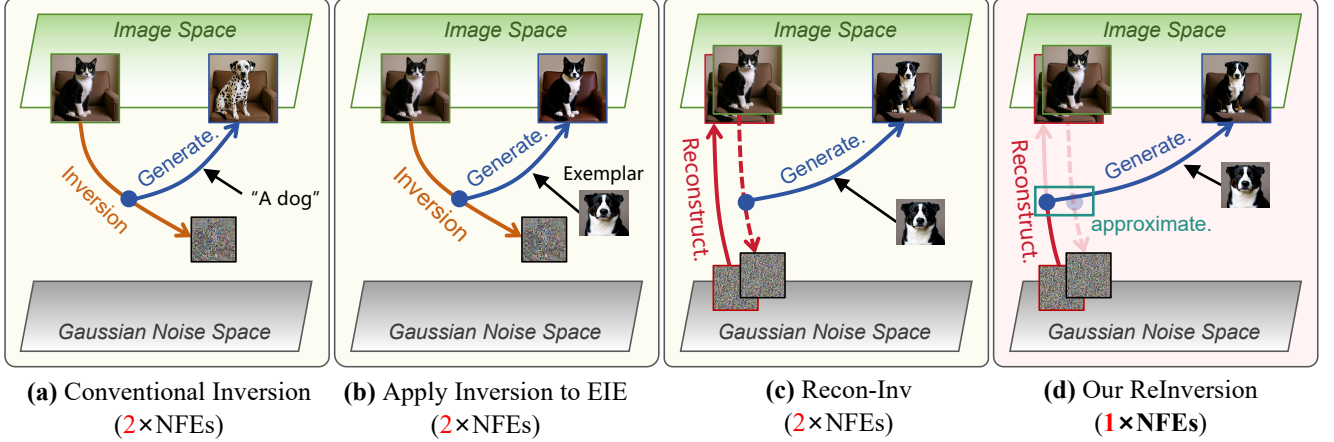 Image Space
Inversion
Generate.
"A dog"
Gaussian Noise Space
(a) Conventional Inversion
(2×NFEs)
Image Space
Inversion
Generate.
Exemplar
Gaussian Noise Space
(b) Apply Inversion to EIE
(2×NFEs)
Image Space
Reconstruct.
Generate.
Gaussian Noise Space
(c) Recon-Inv
(2×NFEs)
Image Space
Reconstruct.
Generate.
approximate.
Gaussian Noise Space
(d) Our ReInversion
(1×NFEs)